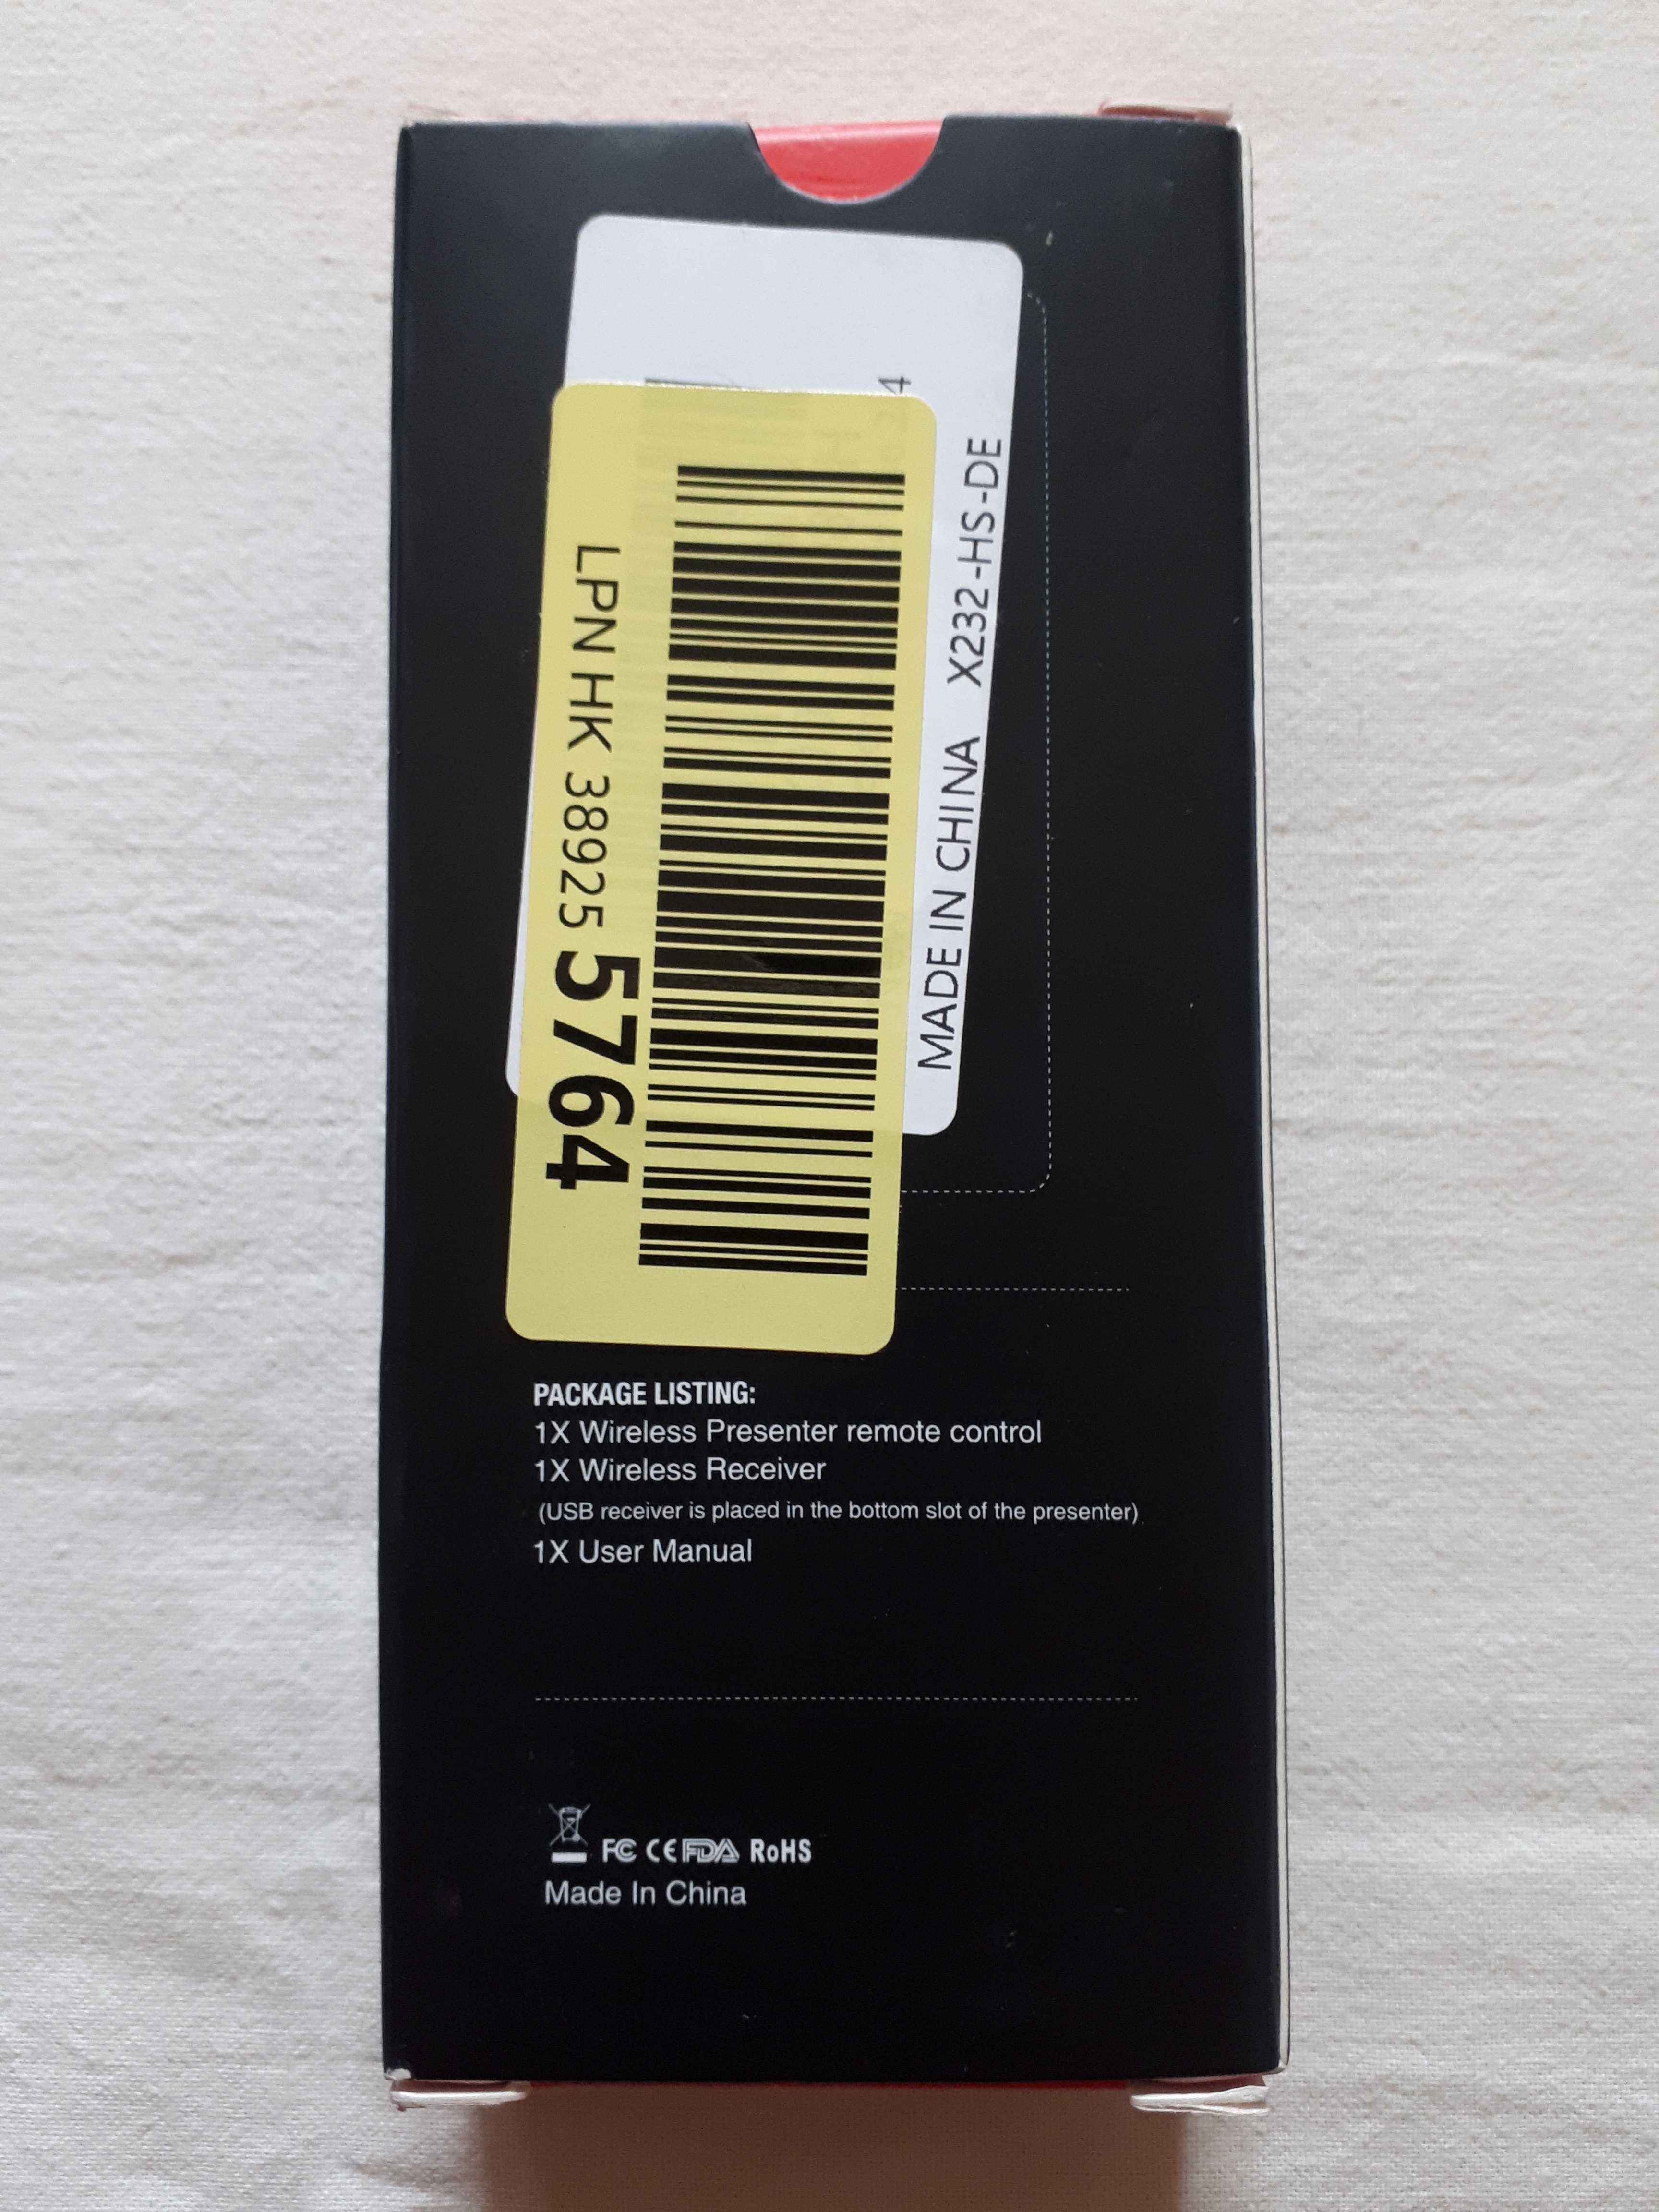 4
LPN HK 38925 5764
MADE IN CHINA X232-HS-DE
PACKAGE LISTING:
1X Wireless Presenter remote control
1X Wireless Receiver
(USB receiver is placed in the bottom slot of the presenter)
1X User Manual
FC CE FDA RoHS
Made In China